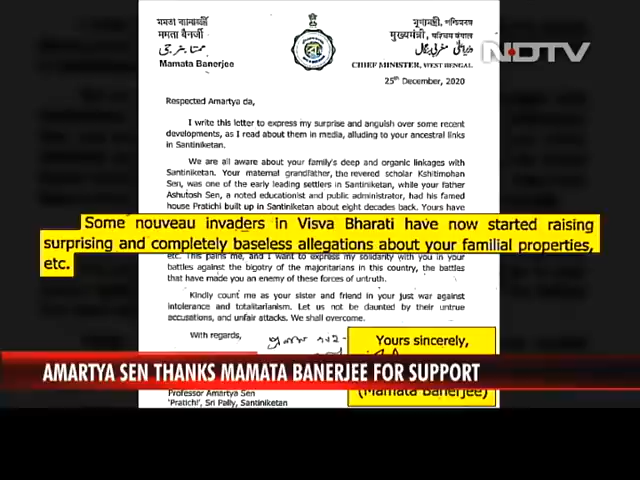 মমতা ব্যানার্জী
ममता बैनर्जी
ممتا بنرجی
Mamata Banerjee
मुख्यमंत्री, पश्चिम बंगाल
CHIEF MINISTER, WEST BENGAL
NDTV
25th December, 2020
Respected Amartya da,
I write this letter to express my surprise and anguish over some recent
developments, as I read about them in media, alluding to your ancestral links
in Santiniketan.
We are all aware about your family's deep and organic linkages with
Santiniketan. Your maternal grandfather, the revered scholar Kshitimohan
Sen, was one of the early leading settlers in Santiniketan, while your father
Ashutosh Sen, a noted educationist and public administrator, had his famed
house Pratichi built up in Santiniketan about eight decades back. Yours have
Some nouveau invaders in Visva Bharati have now started raising
surprising and completely baseless allegations about your familial properties,
etc.
etc. This pains me, and I want to express my solidarity with you in your
battles against the bigotry of the majoritarians in this country, the battles
that have made you an enemy of these forces of untruth.
Kindly count me as your sister and friend in your just war against
intolerance and totalitarianism. Let us not be daunted by their untrue
accusations, and unfair attacks. We shall overcome.
With regards,
Yours sincerely,
AMARTYA SEN THANKS MAMATA BANERJEE FOR SUPPORT
(Mamata Banerjee)
Professor Amartya Sen
'Pratichi', Sri Pally, Santiniketan